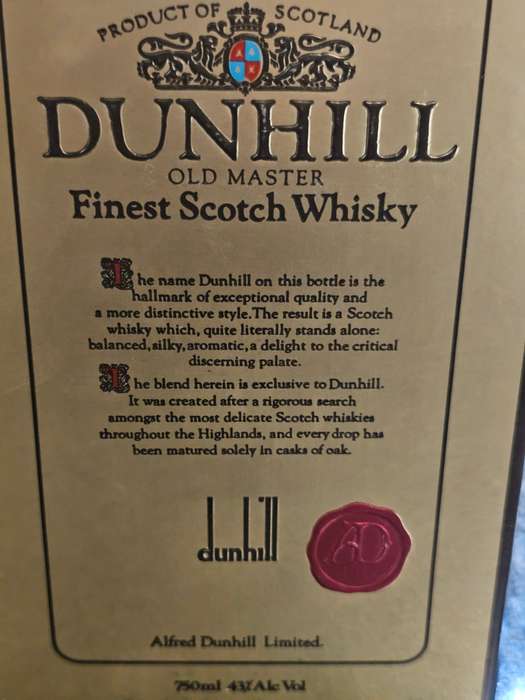 PRODUCT OF SCOTLAND
DUNHILL
OLD MASTER
Finest Scotch Whisky
The name Dunhill on this bottle is the
hallmark of exceptional quality and
a more distinctive style. The result is a Scotch
whisky which, quite literally stands alone:
balanced, silky, aromatic, a delight to the critical
discerning palate.
The blend herein is exclusive to Dunhill.
It was created after a rigorous search
amongst the most delicate Scotch whiskies
throughout the Highlands, and every drop has
been matured solely in casks of oak.
dunhill
AD
Alfred Dunhill Limited.
750ml 43% Alc Vol